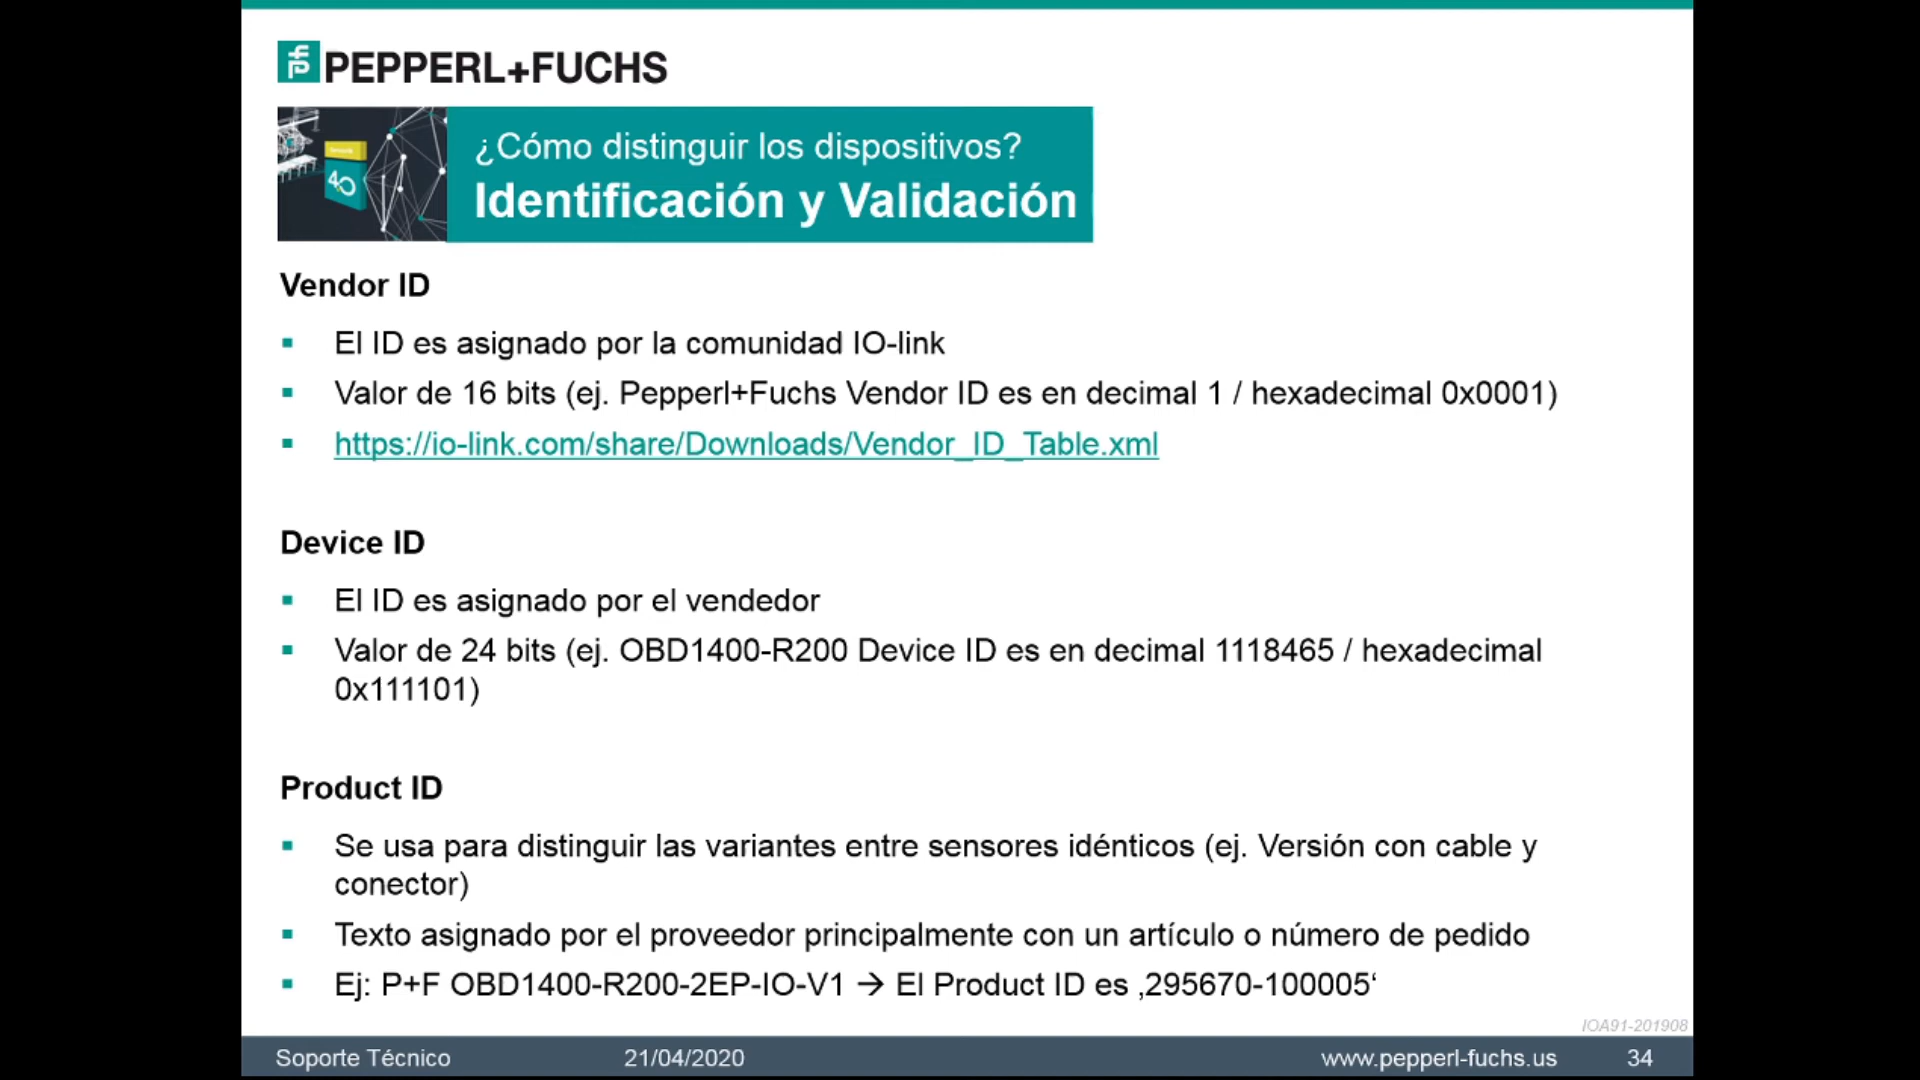 PEPPERL+FUCHS
¿Cómo distinguir los dispositivos?
Identificación y Validación
Vendor ID
▪ El ID es asignado por la comunidad IO-link
▪ Valor de 16 bits (ej. Pepperl+Fuchs Vendor ID es en decimal 1 / hexadecimal 0x0001)
▪ https://io-link.com/share/Downloads/Vendor_ID_Table.xml
Device ID
▪ El ID es asignado por el vendedor
▪ Valor de 24 bits (ej. OBD1400-R200 Device ID es en decimal 1118465 / hexadecimal
0x111101)
Product ID
▪ Se usa para distinguir las variantes entre sensores idénticos (ej. Versión con cable y
conector)
▪ Texto asignado por el proveedor principalmente con un artículo o número de pedido
▪ Ej: P+F OBD1400-R200-2EP-IO-V1 → El Product ID es ‚295670-100005‘
IOA91-201908
Soporte Técnico 21/04/2020 www.pepperl-fuchs.us 34